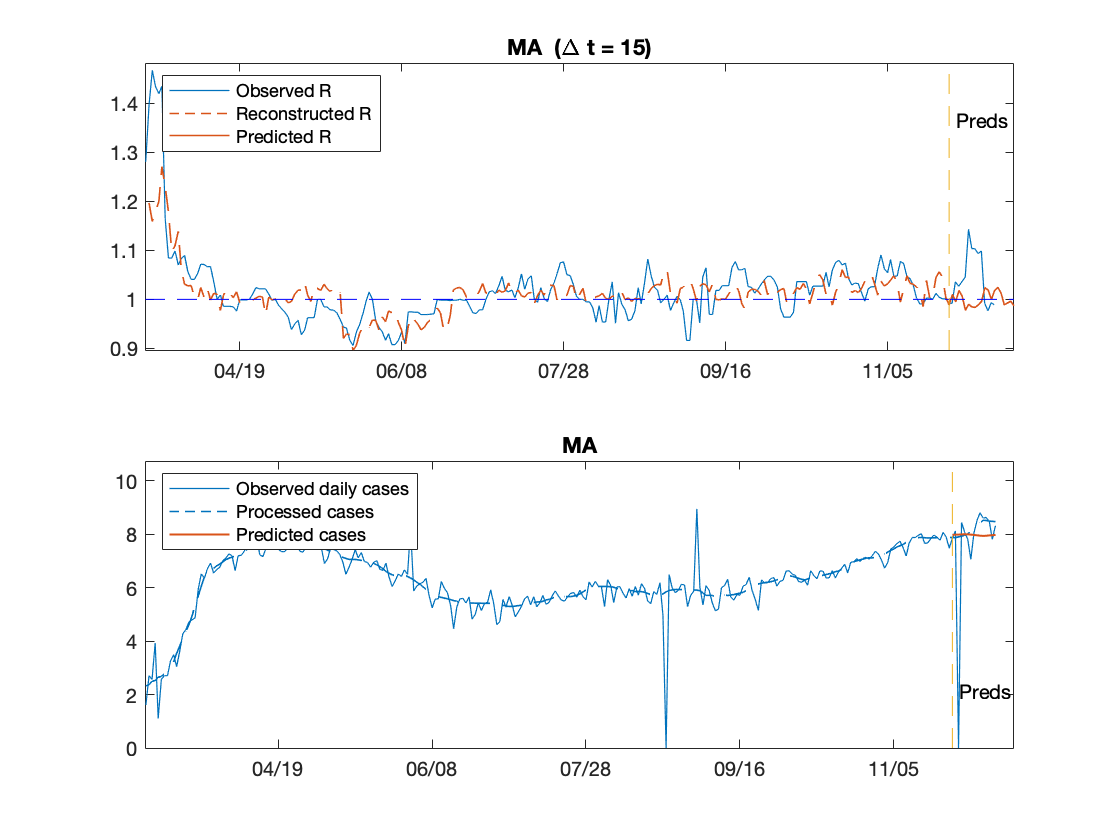 MA (Δ t = 15)
1.4
1.3
1.2
1.1
1
0.9
Observed R
Reconstructed R
Predicted R
Preds
04/19 06/08 07/28 09/16 11/05
MA
10
8
6
4
2
0
Observed daily cases
Processed cases
Predicted cases
Preds
04/19 06/08 07/28 09/16 11/05